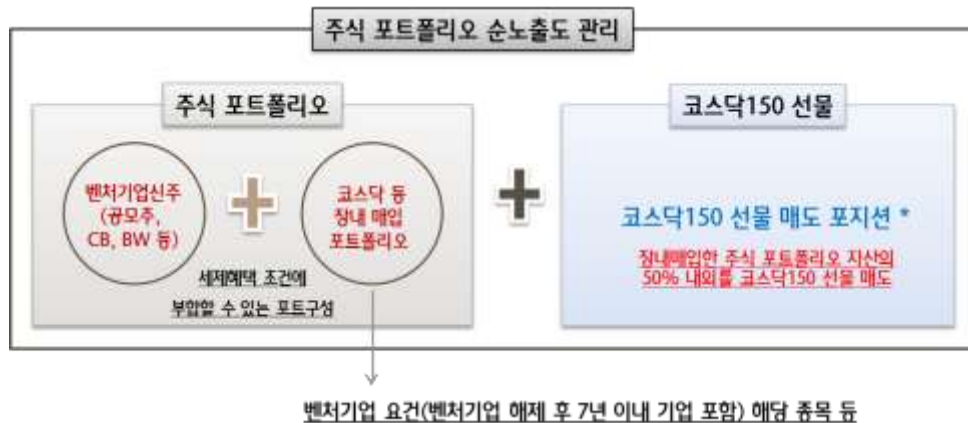 주식 포트폴리오 순노출도 관리
주식 포트폴리오
벤처기업신주
(공모주,
CB, BW 등)
코스닥 등
장내 매입
포트폴리오
세제혜택 조건에
부합할 수 있는 포트구성
코스닥150 선물
코스닥150 선물 매도 포지션 *
장내매입한 주식 포트폴리오 자산의
50% 내외를 코스닥150 선물 매도
벤처기업 요건(벤처기업 해제 후 7년 이내 기업 포함) 해당 종목 등